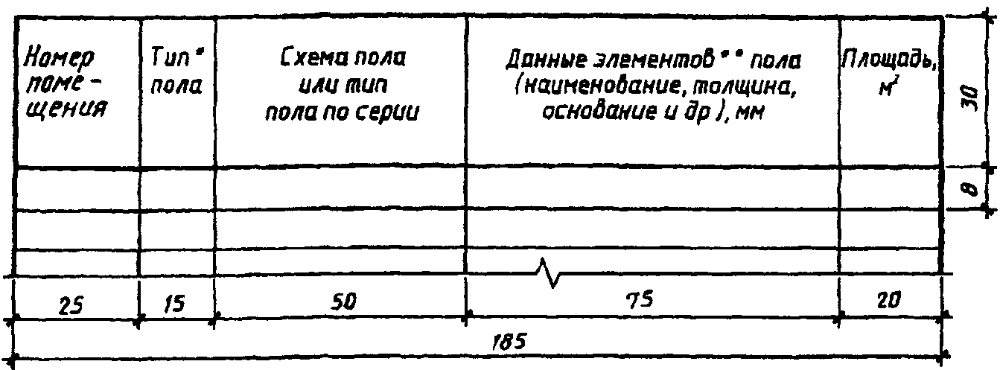 Номер
поме-
щения
Тип*
пола
Схема пола
или тип
пола по серии
Данные элементов** пола
(наименование, толщина,
основание и др), мм
Площадь,
м²
30
8
25
15
50
75
20
185